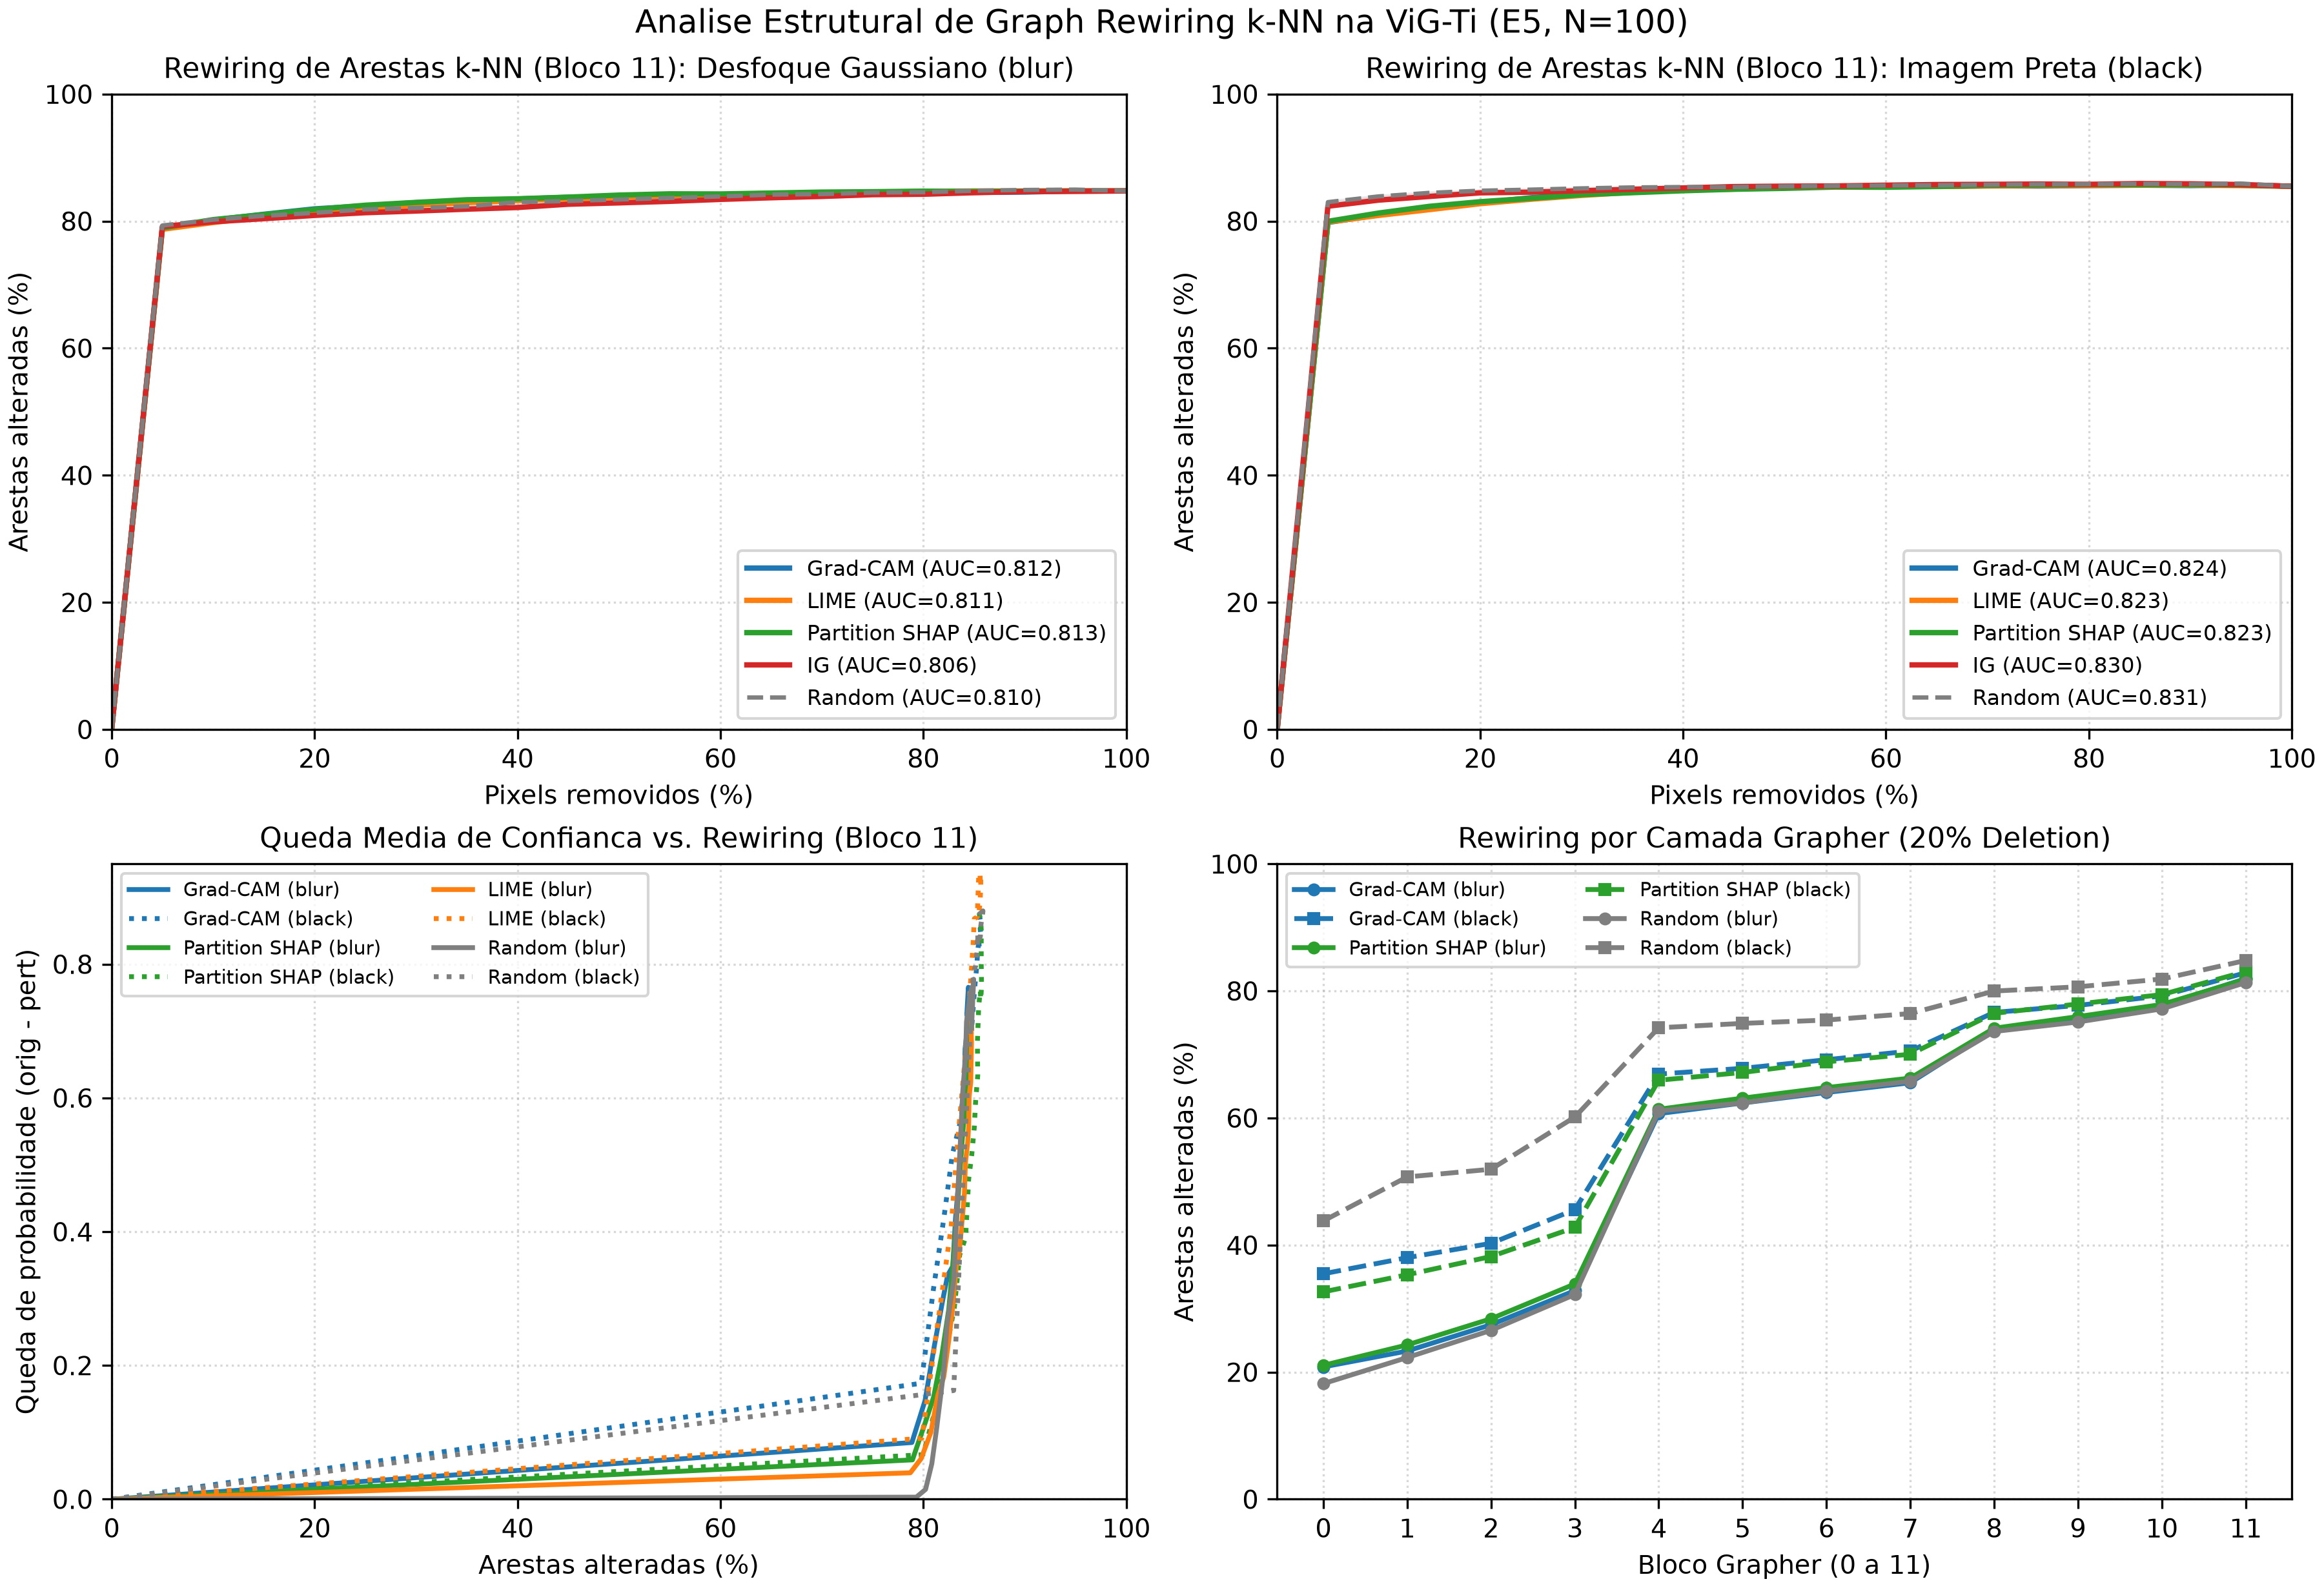 Analise Estrutural de Graph Rewiring k-NN na ViG-Ti (E5, N=100)
Rewiring de Arestas k-NN (Bloco 11): Desfoque Gaussiano (blur)
100
80
60
40
20
0
Arestas alteradas (%)
Grad-CAM (AUC=0.812)
LIME (AUC=0.811)
Partition SHAP (AUC=0.813)
IG (AUC=0.806)
Random (AUC=0.810)
0 20 40 60 80 100
Pixels removidos (%)
Rewiring de Arestas k-NN (Bloco 11): Imagem Preta (black)
100
80
60
40
20
0
Arestas alteradas (%)
Grad-CAM (AUC=0.824)
LIME (AUC=0.823)
Partition SHAP (AUC=0.823)
IG (AUC=0.830)
Random (AUC=0.831)
0 20 40 60 80 100
Pixels removidos (%)
Queda Media de Confianca vs. Rewiring (Bloco 11)
Grad-CAM (blur)
Grad-CAM (black)
Partition SHAP (blur)
Partition SHAP (black)
LIME (blur)
LIME (black)
Random (blur)
Random (black)
0.8
0.6
0.4
0.2
0.0
Queda de probabilidade (orig - pert)
0 20 40 60 80 100
Arestas alteradas (%)
Rewiring por Camada Grapher (20% Deletion)
Grad-CAM (blur)
Grad-CAM (black)
Partition SHAP (blur)
Partition SHAP (black)
Random (blur)
Random (black)
100
80
60
40
20
0
Arestas alteradas (%)
0 1 2 3 4 5 6 7 8 9 10 11
Bloco Grapher (0 a 11)